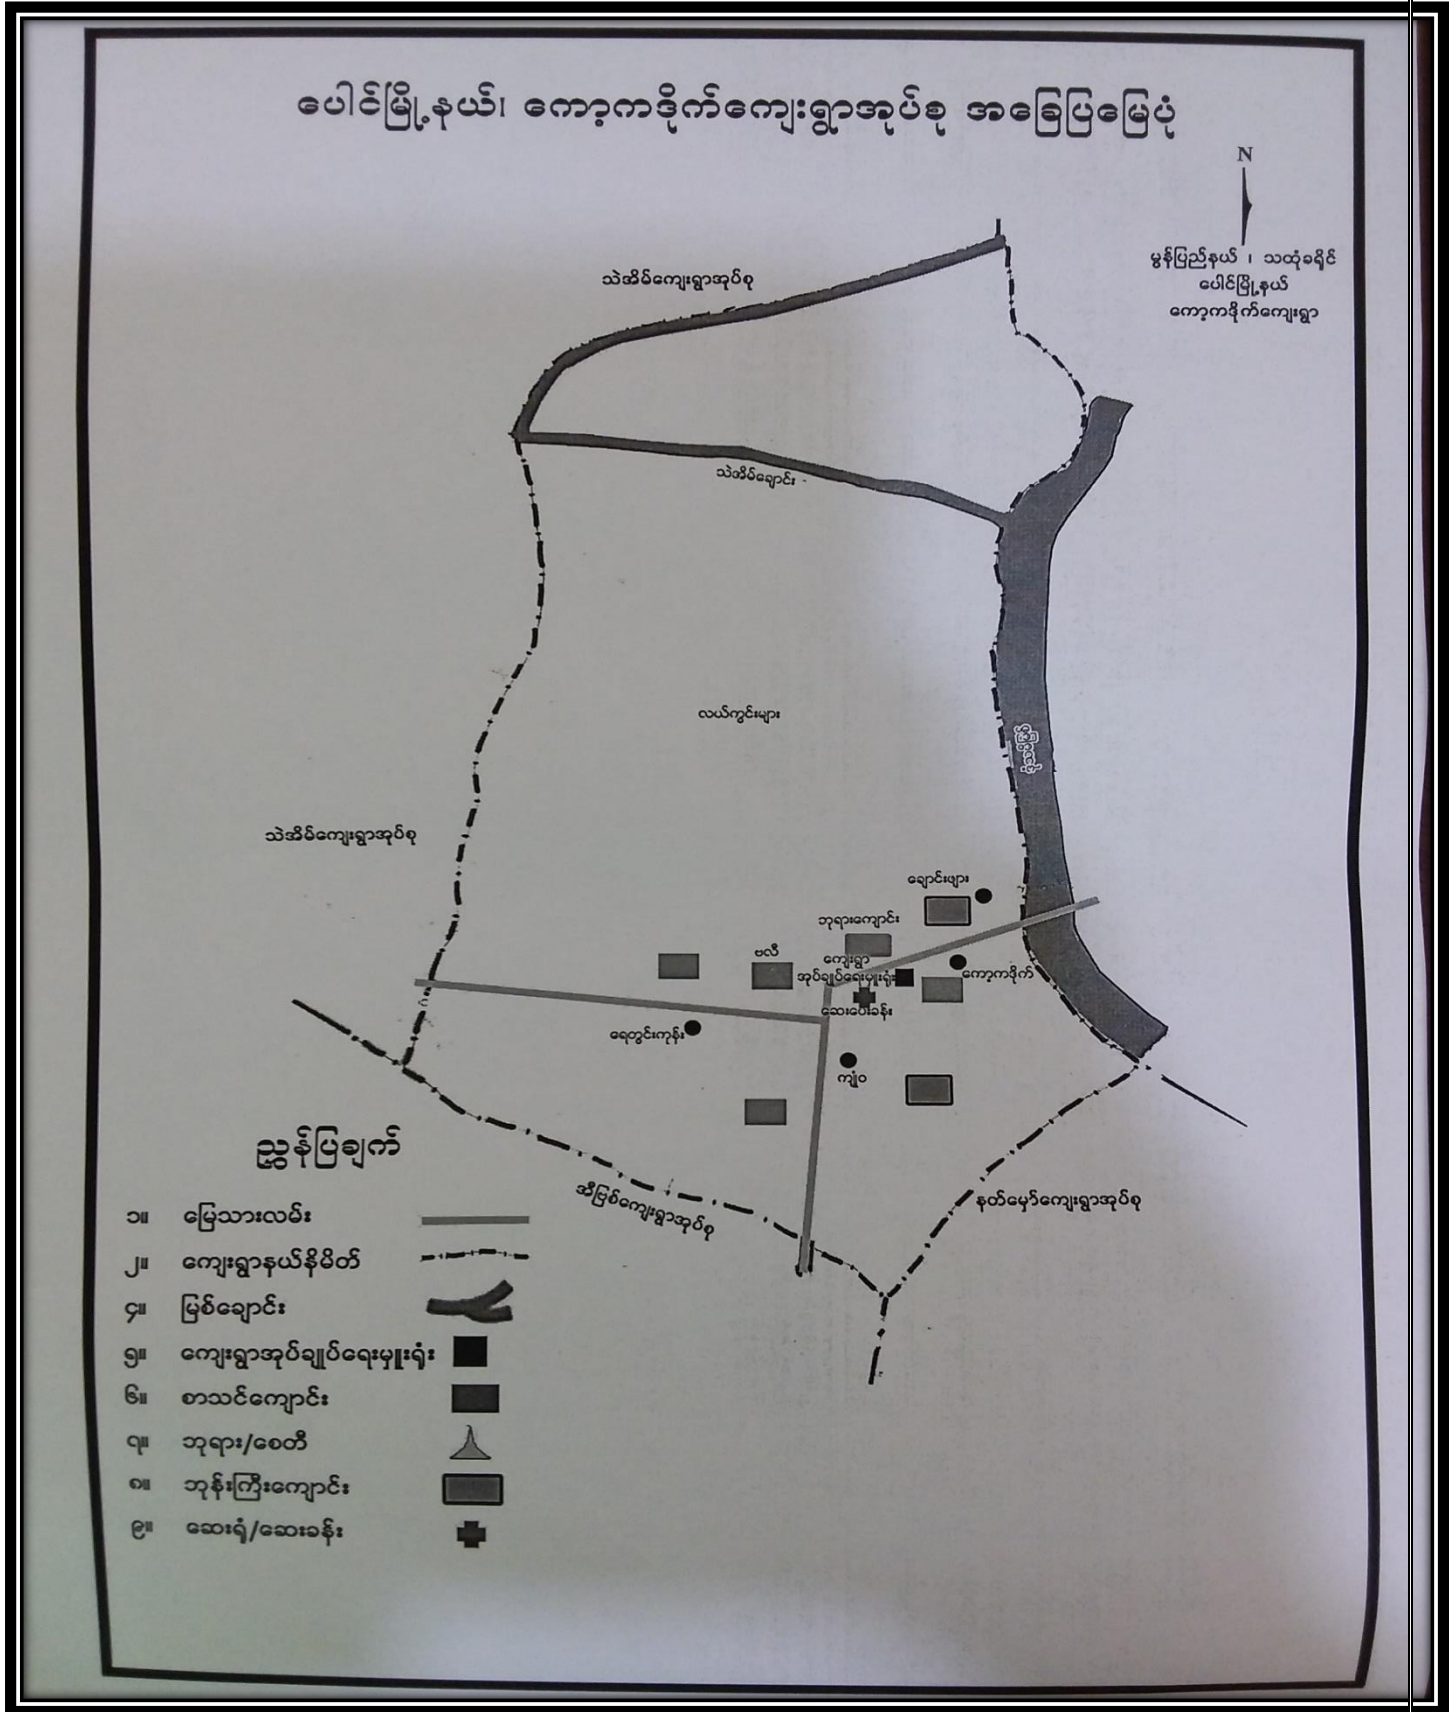 ပေါင်မြို့နယ်၊ ကော့ကဒိုက်ကျေးရွာအုပ်စု အခြေပြမြေပုံ
N
မွန်ပြည်နယ် ၊ သထုံခရိုင်
ပေါင်မြို့နယ်
ကော့ကဒိုက်ကျေးရွာ
သဲအိမ်ကျေးရွာအုပ်စု
သဲအိမ်ချောင်း
လယ်ကွင်းများ
သဲအိမ်ကျေးရွာအုပ်စု
ချောင်းဖျား
ဘုရားကျောင်း
ဗလီ
ကျေးရွာ
အုပ်ချုပ်ရေးမှူးရုံး
ကော့ကဒိုက်
ဆေးပေးခန်း
ရေတွင်းကုန်း
ကျုံဝ
အီဗြစ်ကျေးရွာအုပ်စု
နတ်မှော်ကျေးရွာအုပ်စု
ညွှန်ပြချက်
၁။ မြေသားလမ်း
၂။ ကျေးရွာနယ်နိမိတ်
၄။ မြစ်ချောင်း
၅။ ကျေးရွာအုပ်ချုပ်ရေးမှူးရုံး
၆။ စာသင်ကျောင်း
၇။ ဘုရား/စေတီ
၈။ ဘုန်းကြီးကျောင်း
၉။ ဆေးရုံ/ဆေးခန်း